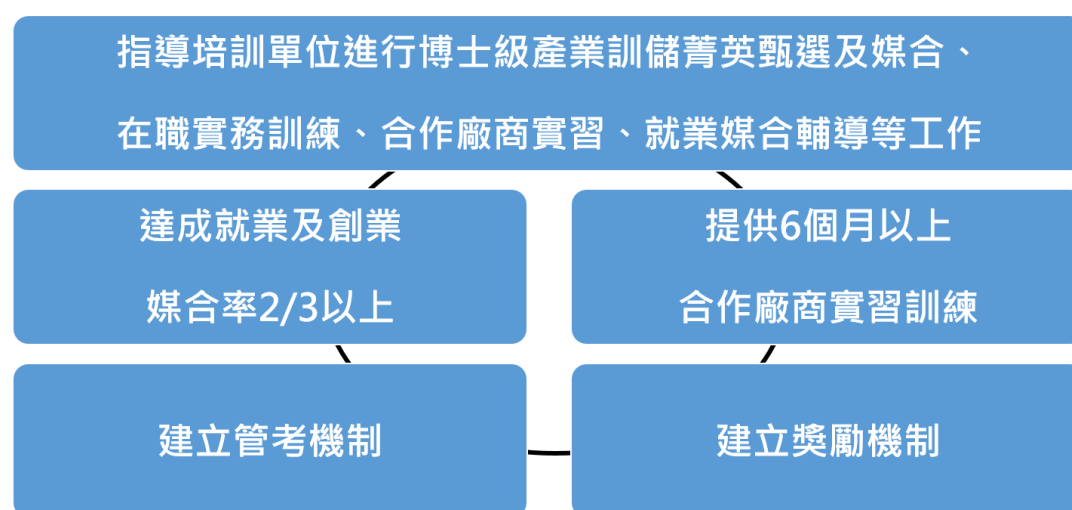 指導培訓單位進行博士級產業訓儲菁英甄選及媒合、
在職實務訓練、合作廠商實習、就業媒合輔導等工作
達成就業及創業
媒合率2/3以上
提供6個月以上
合作廠商實習訓練
建立管考機制
建立獎勵機制